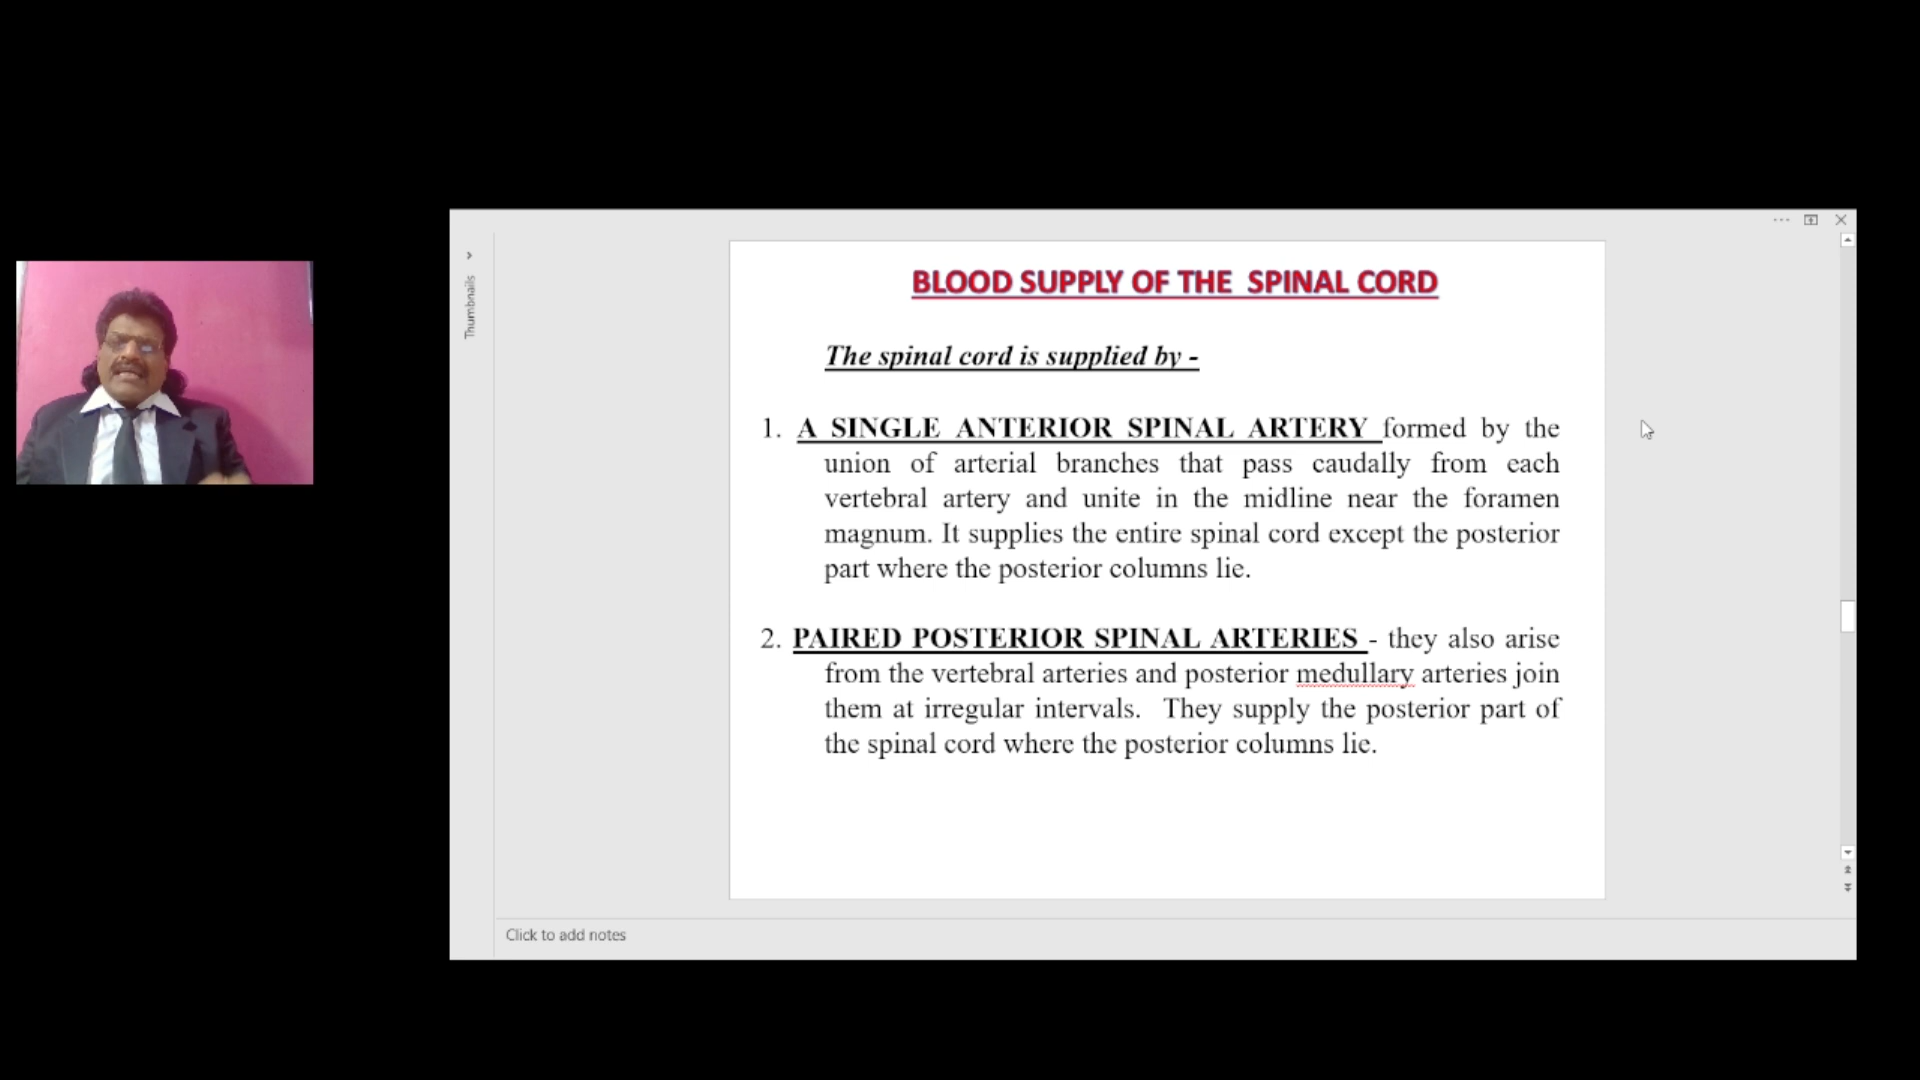 BLOOD SUPPLY OF THE SPINAL CORD
Thumbnails
The spinal cord is supplied by -
1. A SINGLE ANTERIOR SPINAL ARTERY formed by the
union of arterial branches that pass caudally from each
vertebral artery and unite in the midline near the foramen
magnum. It supplies the entire spinal cord except the posterior
part where the posterior columns lie.
2. PAIRED POSTERIOR SPINAL ARTERIES - they also arise
from the vertebral arteries and posterior medullary arteries join
them at irregular intervals. They supply the posterior part of
the spinal cord where the posterior columns lie.
Click to add notes